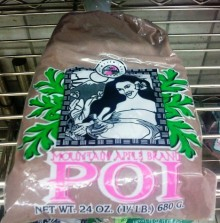 MOUNTAIN APPLE BRAND
POI
NET WT. 24 OZ. (1½ LB.) 680 G.